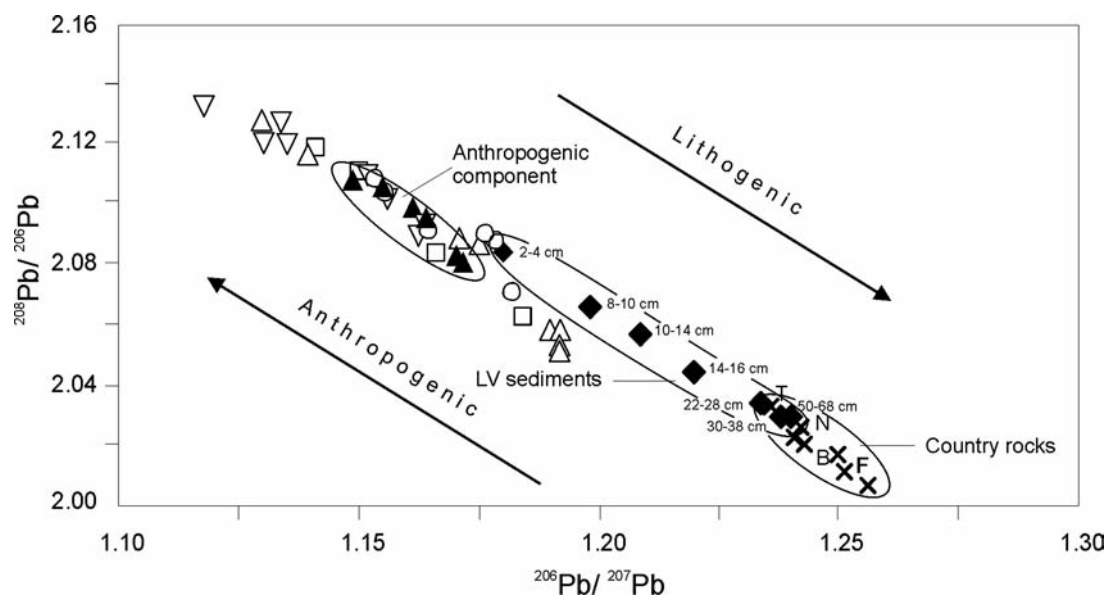 2.16
2.12
2.08
2.04
2.00
²⁰⁸Pb/ ²⁰⁶Pb
Lithogenic
Anthropogenic
component
2-4 cm
8-10 cm
10-14 cm
14-16 cm
Anthropogenic
LV sediments
T
22-28 cm
50-68 cm
30-38 cm
N
Country rocks
B
F
1.10
1.15
1.20
1.25
1.30
²⁰⁶Pb/ ²⁰⁷Pb